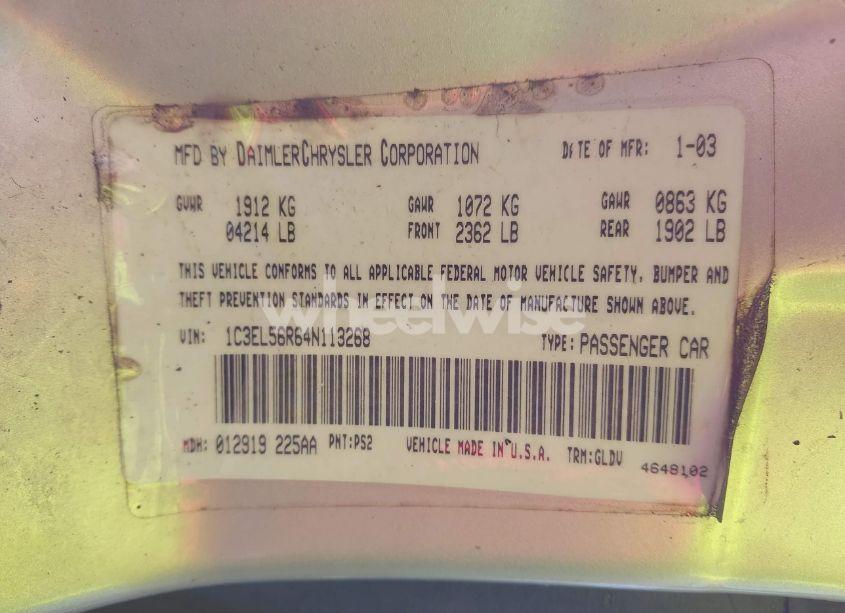 MFD BY DAIMLERCHRYSLER CORPORATION DATE OF MFR: 1-03
GVWR 1912 KG GAWR 1072 KG GAWR 0863 KG
04214 LB FRONT 2362 LB REAR 1902 LB
THIS VEHICLE CONFORMS TO ALL APPLICABLE FEDERAL MOTOR VEHICLE SAFETY, BUMPER AND
THEFT PREVENTION STANDARDS IN EFFECT ON THE DATE OF MANUFACTURE SHOWN ABOVE.
wheelwise
VIN: 1C3EL56R64N113268 TYPE: PASSENGER CAR
MDH: 012919 225AA PNT:PS2 VEHICLE MADE IN U.S.A. TRM:GLDV
4648102